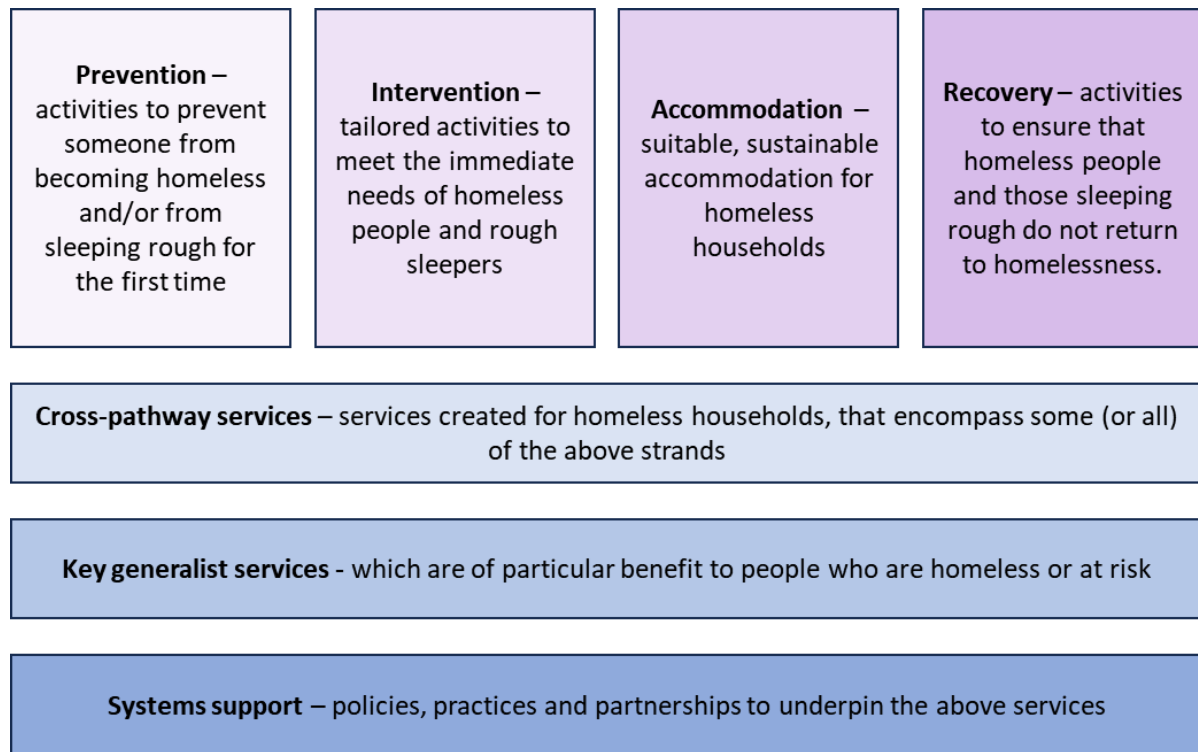 Prevention –
activities to prevent
someone from
becoming homeless
and/or from
sleeping rough for
the first time
Intervention –
tailored activities to
meet the immediate
needs of homeless
people and rough
sleepers
Accommodation –
suitable, sustainable
accommodation for
homeless
households
Recovery – activities
to ensure that
homeless people
and those sleeping
rough do not return
to homelessness.
Cross-pathway services – services created for homeless households, that encompass some (or all)
of the above strands
Key generalist services - which are of particular benefit to people who are homeless or at risk
Systems support – policies, practices and partnerships to underpin the above services